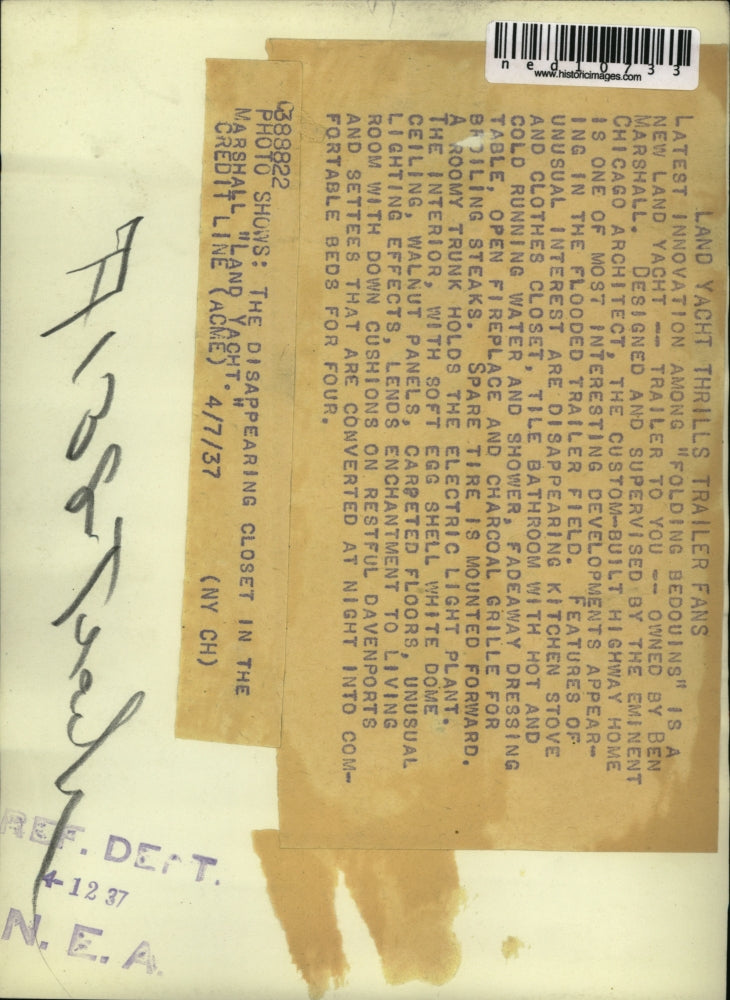 ned10733
www.historicimages.com
LAND YACHT THRILLS TRAILER FANS
LATEST INNOVATION AMONG "FOLDING BEDOUINS" IS A
NEW LAND YACHT -- TRAILER TO YOU -- OWNED BY BEN
MARSHALL. DESIGNED AND SUPERVISED BY THE EMINENT
CHICAGO ARCHITECT, THE CUSTOM-BUILT HIGHWAY HOME
IS ONE OF MOST INTERESTING DEVELOPMENTS APPEAR-
ING IN THE FLOODED TRAILER FIELD. FEATURES OF
UNUSUAL INTEREST ARE DISAPPEARING KITCHEN STOVE
AND CLOTHES CLOSET, TILE BATHROOM WITH HOT AND
COLD RUNNING WATER AND SHOWER, FADEAWAY DRESSING
TABLE, OPEN FIREPLACE AND CHARCOAL GRILLE FOR
BROILING STEAKS. SPARE TIRE IS MOUNTED FORWARD.
A ROOMY TRUNK HOLDS THE ELECTRIC LIGHT PLANT.
THE INTERIOR, WITH SOFT EGG SHELL WHITE DOME
CEILING, WALNUT PANELS, CARPETED FLOORS, UNUSUAL
LIGHTING EFFECTS, LENDS ENCHANTMENT TO LIVING
ROOM WITH DOWN CUSHIONS ON RESTFUL DAVENPORTS
AND SETTEES THAT ARE CONVERTED AT NIGHT INTO COM-
FORTABLE BEDS FOR FOUR.
C388822
PHOTO SHOWS: THE DISAPPEARING CLOSET IN THE
MARSHALL "LAND YACHT."
CREDIT LINE (ACME) 4/7/37 (NY CH)
REF. DEPT.
4-12 37
N. E. A.